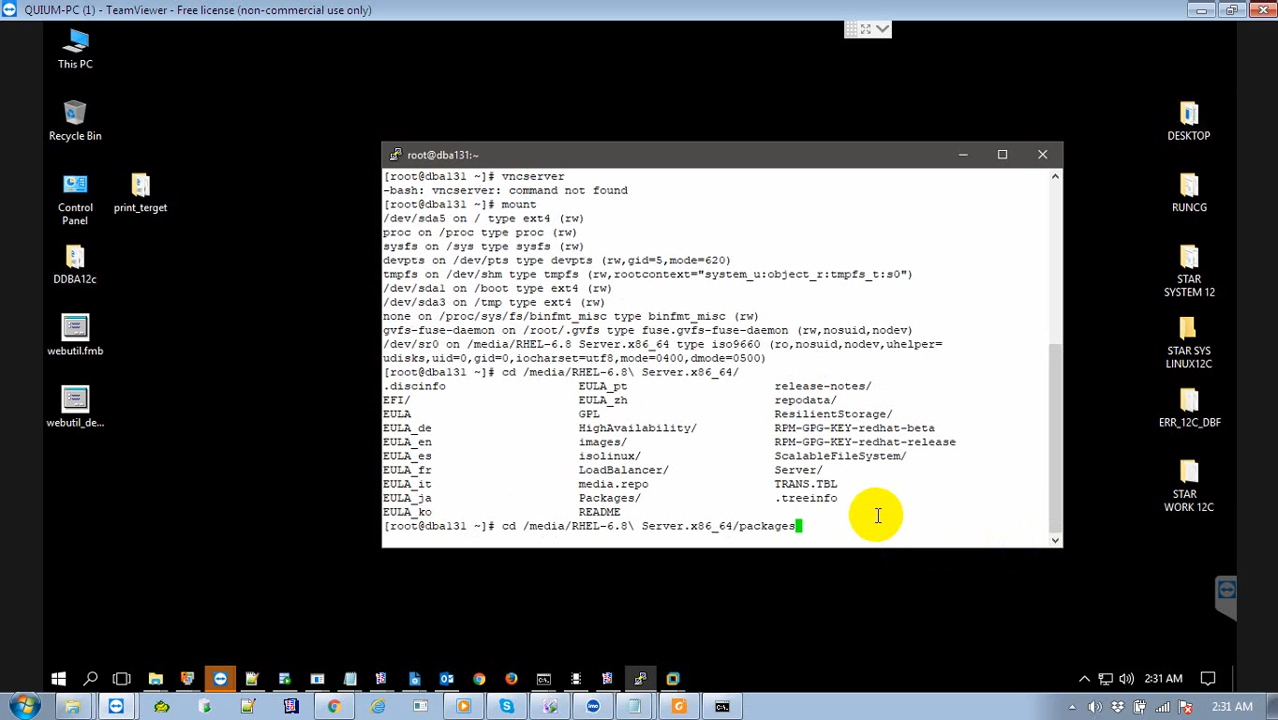 QUIUM-PC (1) - TeamViewer - Free license (non-commercial use only)
This PC
Recycle Bin
Control
Panel
print_terget
DDBA12c
webutil.fmb
webutil_de...
DESKTOP
RUNCG
STAR
SYSTEM 12
STAR SYS
LINUX12C
ERR_12C_DBF
STAR
WORK 12C
root@dba131:~
[root@dba131 ~]# vncserver
-bash: vncserver: command not found
[root@dba131 ~]# mount
/dev/sda5 on / type ext4 (rw)
proc on /proc type proc (rw)
sysfs on /sys type sysfs (rw)
devpts on /dev/pts type devpts (rw,gid=5,mode=620)
tmpfs on /dev/shm type tmpfs (rw,rootcontext="system_u:object_r:tmpfs_t:s0")
/dev/sda1 on /boot type ext4 (rw)
/dev/sda3 on /tmp type ext4 (rw)
none on /proc/sys/fs/binfmt_misc type binfmt_misc (rw)
gvfs-fuse-daemon on /root/.gvfs type fuse.gvfs-fuse-daemon (rw,nosuid,nodev)
/dev/sr0 on /media/RHEL-6.8 Server.x86_64 type iso9660 (ro,nosuid,nodev,uhelper=
udisks,uid=0,gid=0,iocharset=utf8,mode=0400,dmode=0500)
[root@dba131 ~]# cd /media/RHEL-6.8\ Server.x86_64/
.discinfo EULA_pt release-notes/
EFI/ EULA_zh repodata/
EULA GPL ResilientStorage/
EULA_de HighAvailability/ RPM-GPG-KEY-redhat-beta
EULA_en images/ RPM-GPG-KEY-redhat-release
EULA_es isolinux/ ScalableFileSystem/
EULA_fr LoadBalancer/ Server/
EULA_it media.repo TRANS.TBL
EULA_ja Packages/ .treeinfo
EULA_ko README
[root@dba131 ~]# cd /media/RHEL-6.8\ Server.x86_64/packages
2:31 AM
2:31 AM